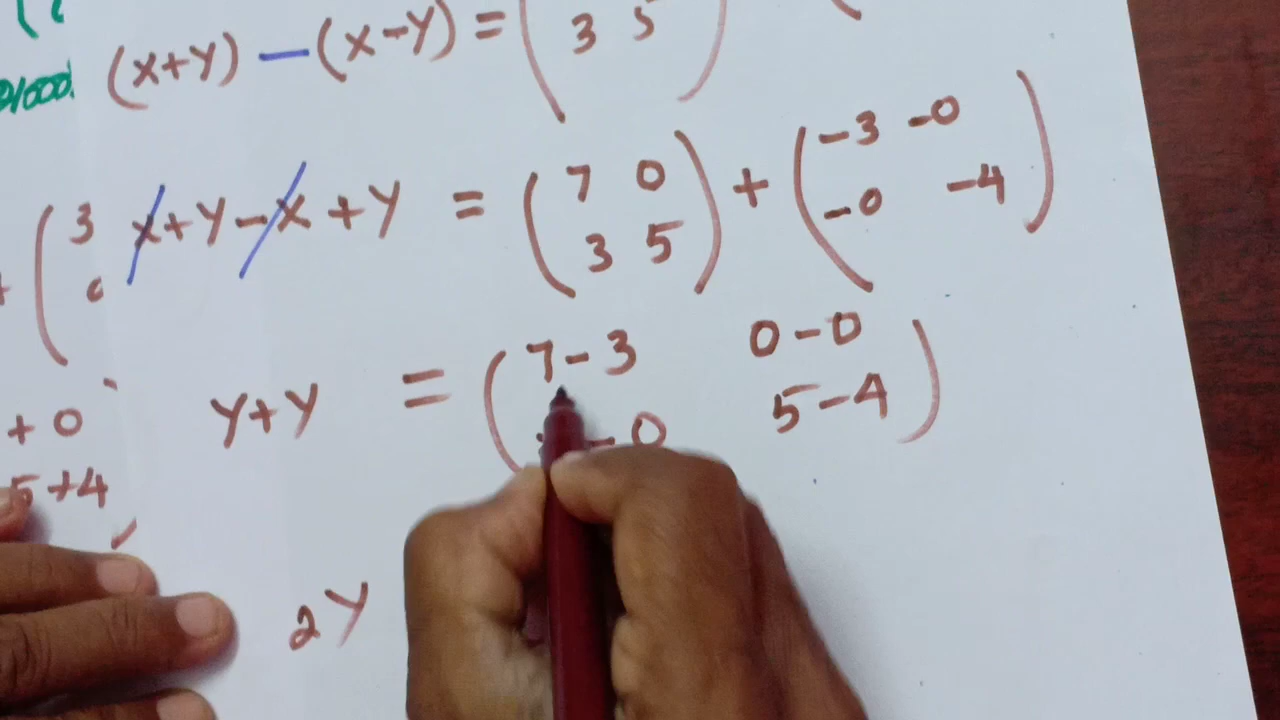 (x+y) - (x-y) = ( 3 5 )
( 3 x+y-x+y = ( 7 0 ) + ( -3 -0 )
( 3 5 ) ( -0 -4 )
( 7-3 0-0 )
+ 0 y+y = ( -0 5-4 )
5+4
2y